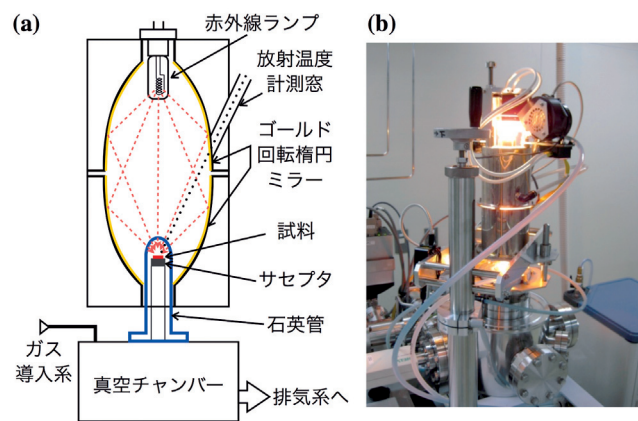 (a)
赤外線ランプ
放射温度
計測窓
ゴールド
回転楕円
ミラー
試料
サセプタ
石英管
ガス
導入系
真空チャンバー
排気系へ
(b)